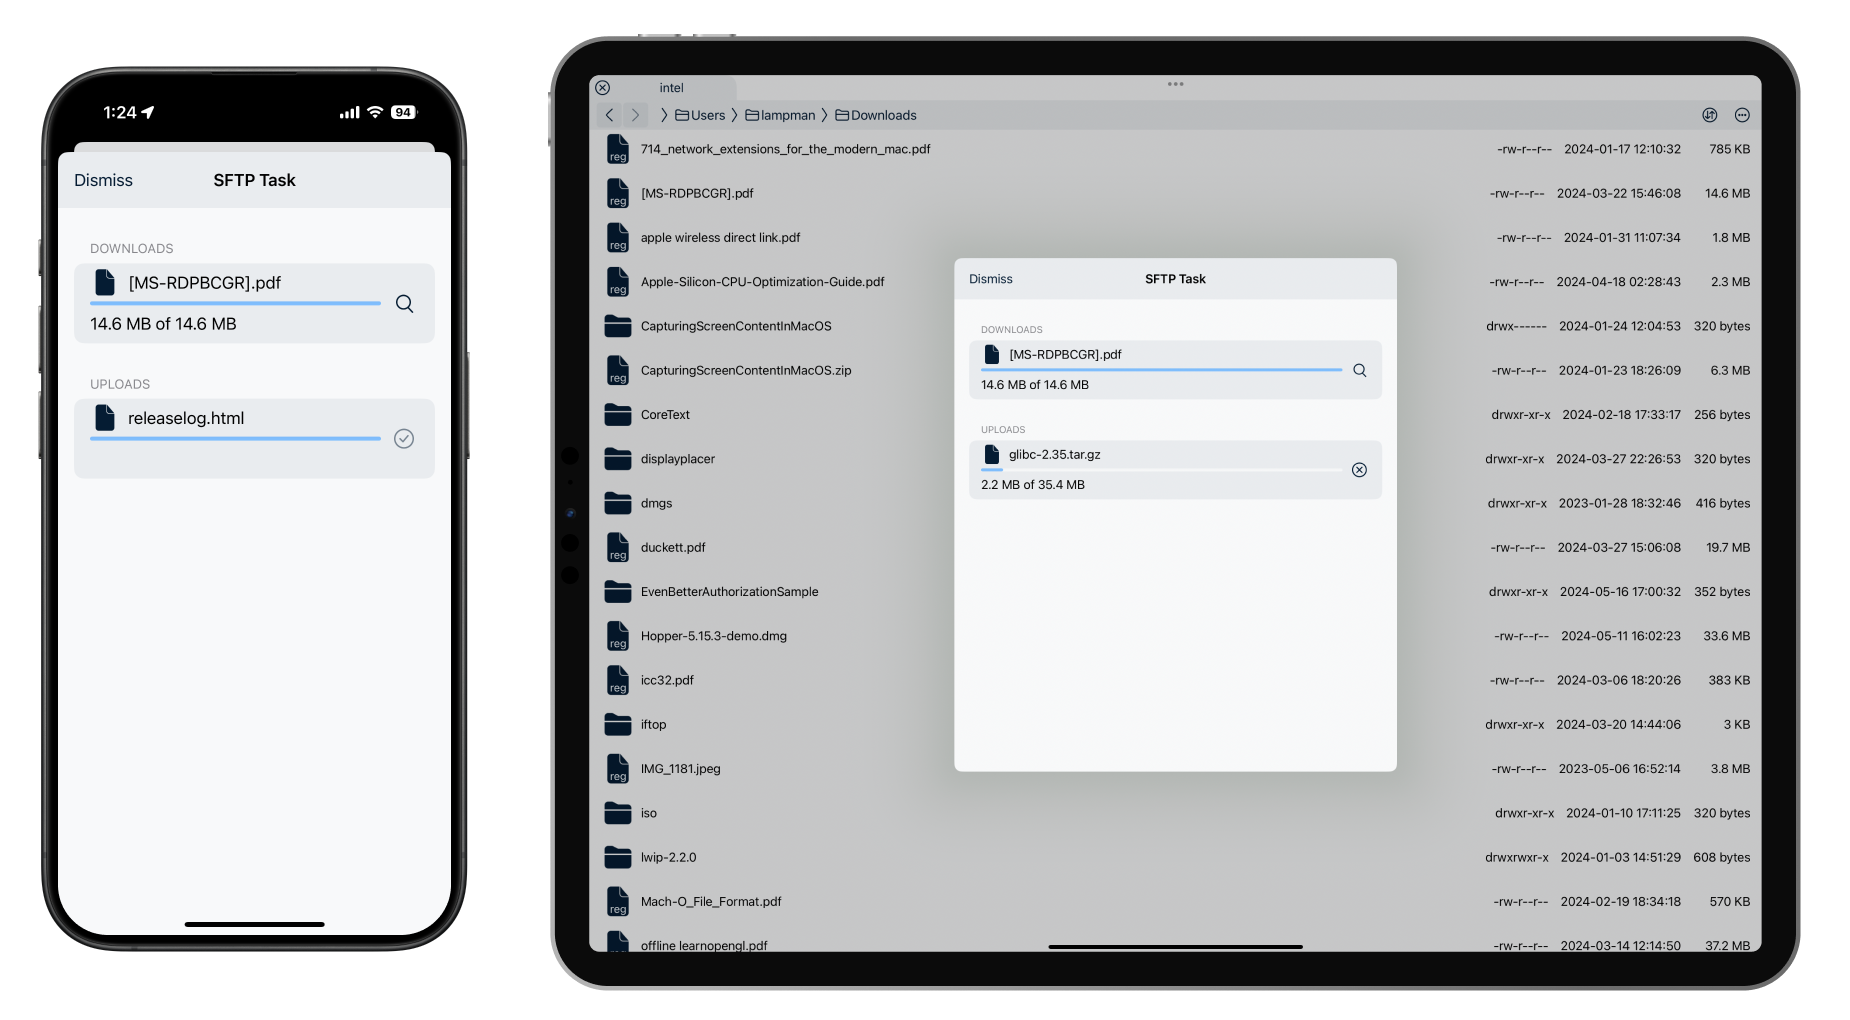 1:24
94
Dismiss SFTP Task
DOWNLOADS
[MS-RDPBCGR].pdf
14.6 MB of 14.6 MB
UPLOADS
releaselog.html
intel
Users lampman Downloads
reg 714_network_extensions_for_the_modern_mac.pdf -rw-r--r-- 2024-01-17 12:10:32 785 KB
reg [MS-RDPBCGR].pdf -rw-r--r-- 2024-03-22 15:46:08 14.6 MB
reg apple wireless direct link.pdf -rw-r--r-- 2024-01-31 11:07:34 1.8 MB
reg Apple-Silicon-CPU-Optimization-Guide.pdf -rw-r--r-- 2024-04-18 02:28:43 2.3 MB
CapturingScreenContentInMacOS drwx------ 2024-01-24 12:04:53 320 bytes
reg CapturingScreenContentInMacOS.zip -rw-r--r-- 2024-01-23 18:26:09 6.3 MB
CoreText drwxr-xr-x 2024-02-18 17:33:17 256 bytes
displayplacer drwxr-xr-x 2024-03-27 22:26:53 320 bytes
dmgs drwxr-xr-x 2023-01-28 18:32:46 416 bytes
reg duckett.pdf -rw-r--r-- 2024-03-27 15:06:08 19.7 MB
EvenBetterAuthorizationSample drwxr-xr-x 2024-05-16 17:00:32 352 bytes
reg Hopper-5.15.3-demo.dmg -rw-r--r-- 2024-05-11 16:02:23 33.6 MB
reg icc32.pdf -rw-r--r-- 2024-03-06 18:20:26 383 KB
iftop drwxr-xr-x 2024-03-20 14:44:06 3 KB
reg IMG_1181.jpeg -rw-r--r-- 2023-05-06 16:52:14 3.8 MB
iso drwxr-xr-x 2024-01-10 17:11:25 320 bytes
lwip-2.2.0 drwxrwxr-x 2024-01-03 14:51:29 608 bytes
reg Mach-O_File_Format.pdf -rw-r--r-- 2024-02-19 18:34:18 570 KB
reg offline learnopengl.pdf -rw-r--r-- 2024-03-14 12:14:50 37.2 MB
Dismiss SFTP Task
DOWNLOADS
[MS-RDPBCGR].pdf
14.6 MB of 14.6 MB
UPLOADS
glibc-2.35.tar.gz
2.2 MB of 35.4 MB